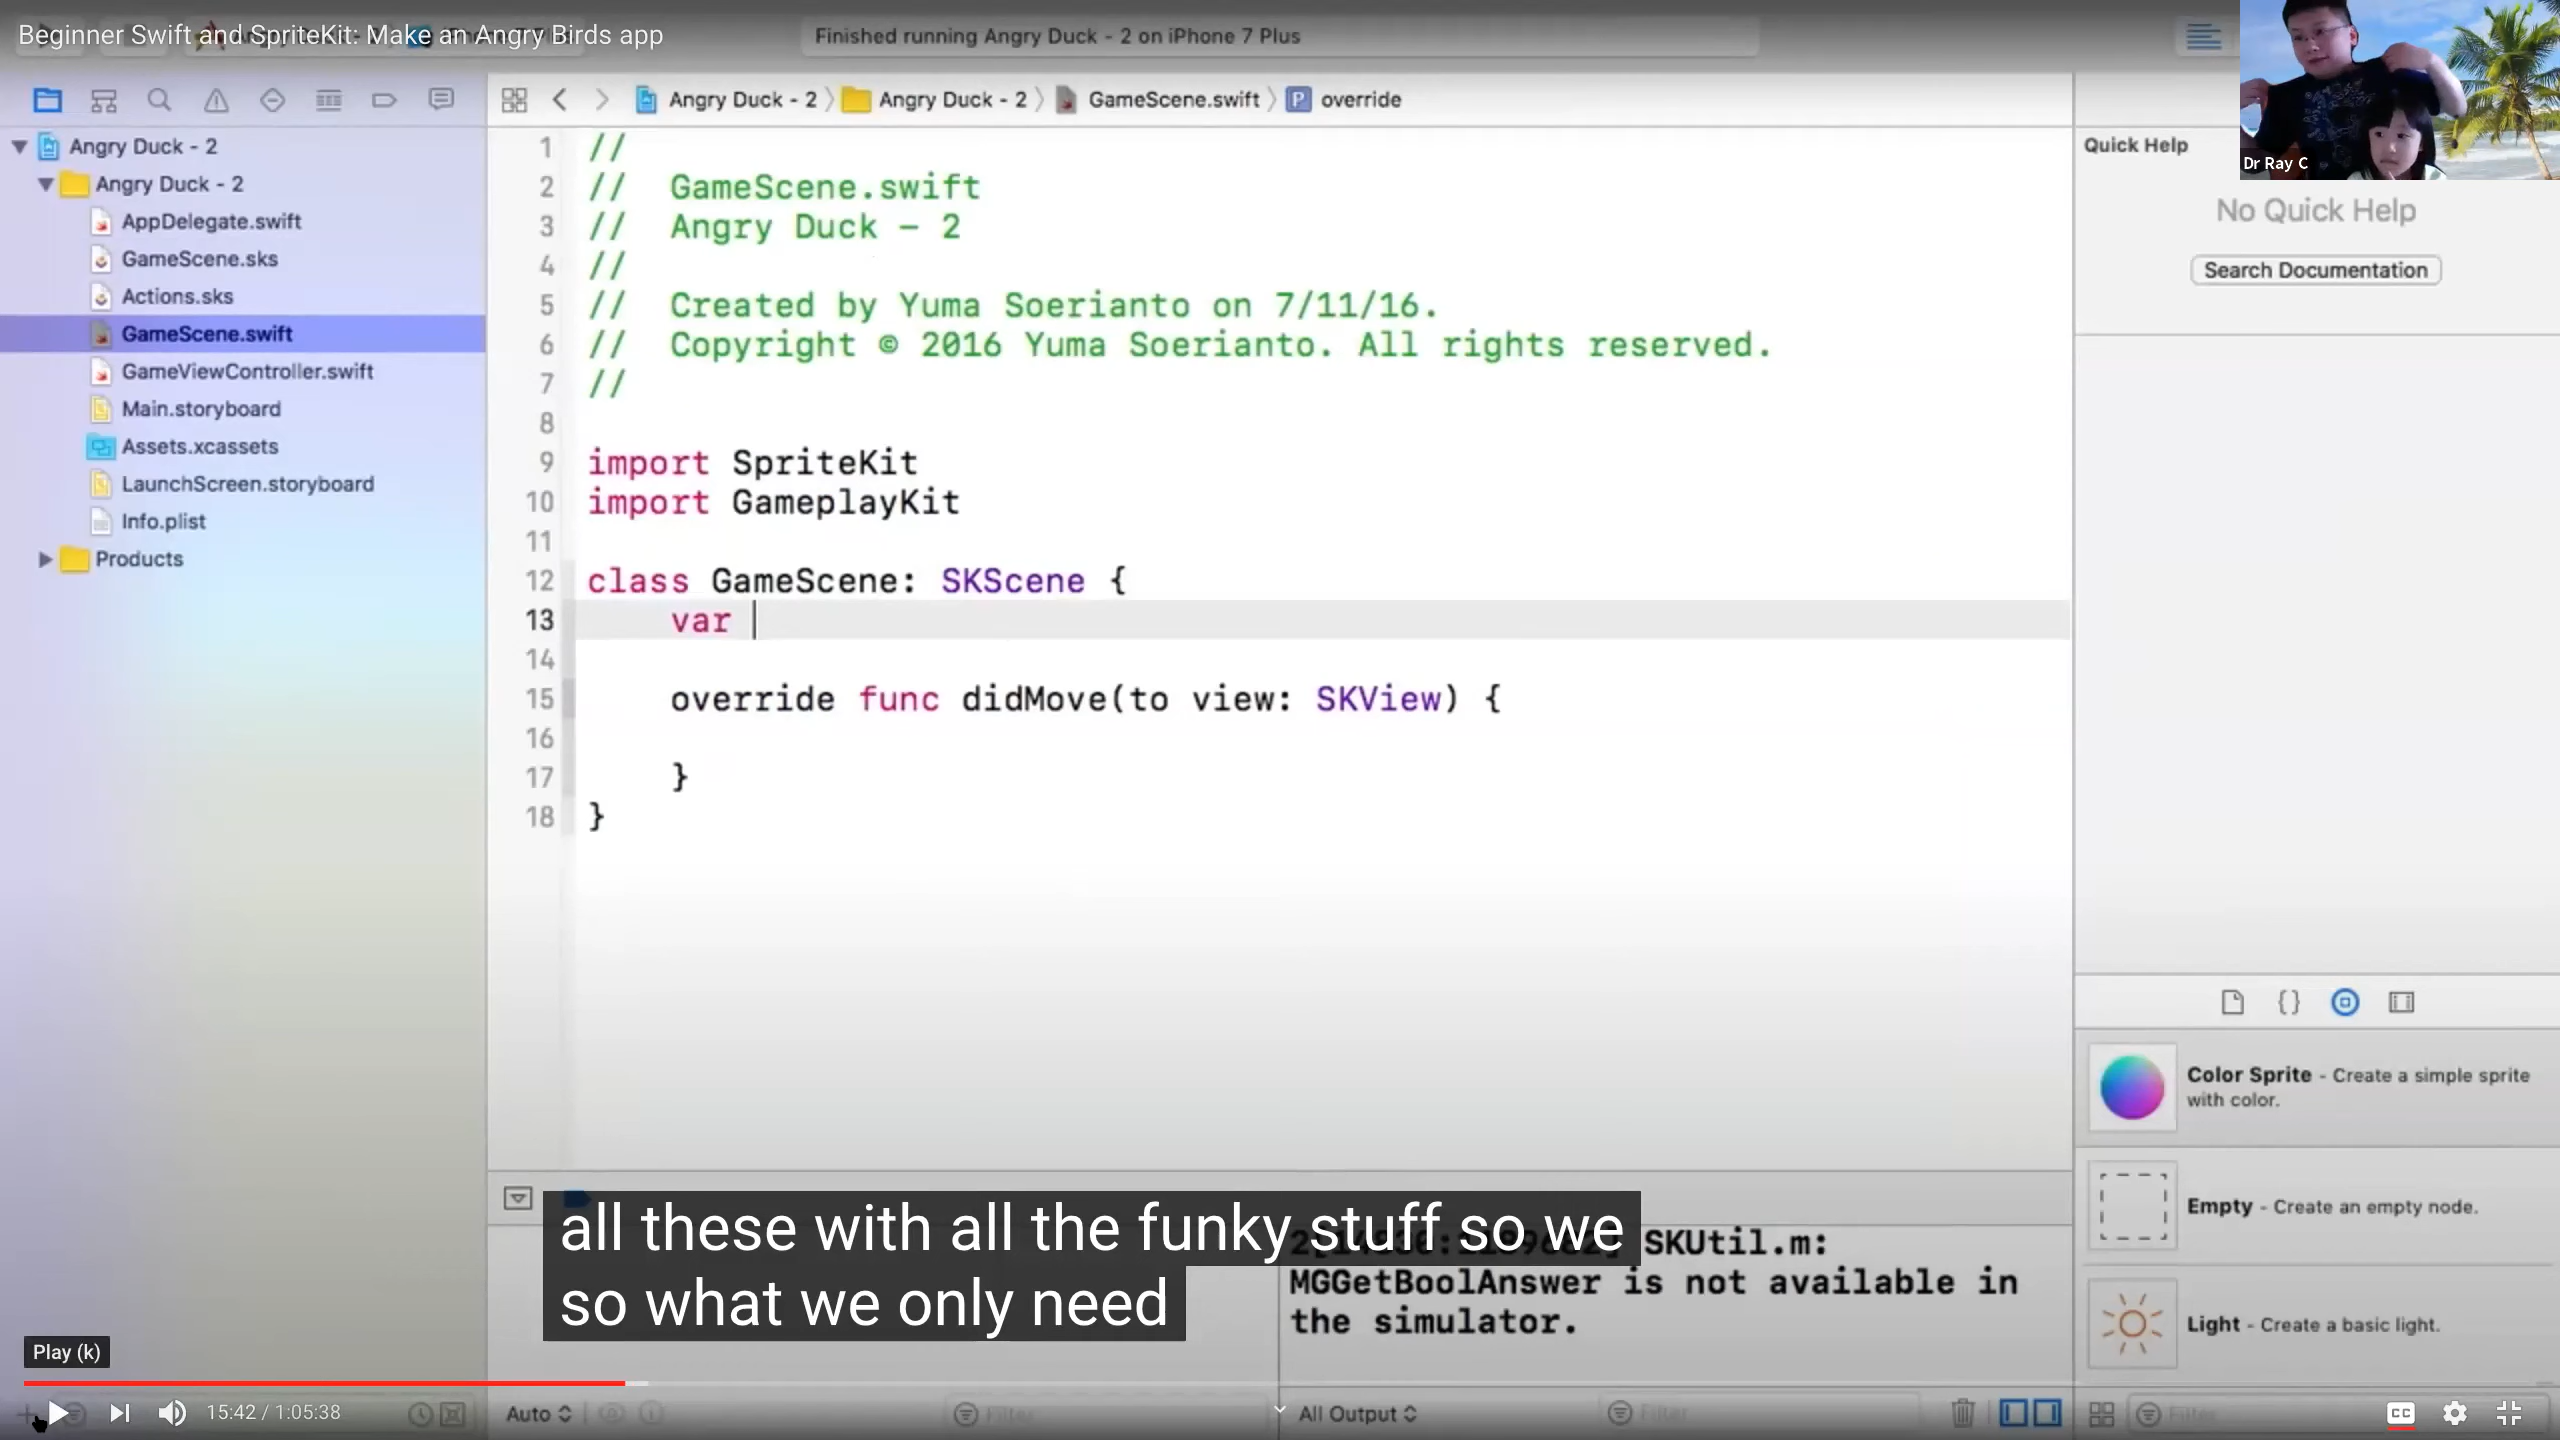 Beginner Swift and SpriteKit: Make an Angry Birds app
Finished running Angry Duck - 2 on iPhone 7 Plus
Dr Ray C
Angry Duck - 2
Angry Duck - 2
GameScene.swift
override
Angry Duck - 2
Angry Duck - 2
AppDelegate.swift
GameScene.sks
Actions.sks
GameScene.swift
GameViewController.swift
Main.storyboard
Assets.xcassets
LaunchScreen.storyboard
Info.plist
Products
1 //
2 // GameScene.swift
3 // Angry Duck - 2
4 //
5 // Created by Yuma Soerianto on 7/11/16.
6 // Copyright © 2016 Yuma Soerianto. All rights reserved.
7 //
8
9 import SpriteKit
10 import GameplayKit
11
12 class GameScene: SKScene {
13 var
14
15 override func didMove(to view: SKView) {
16
17 }
18 }
Quick Help
No Quick Help
Search Documentation
Color Sprite - Create a simple sprite
with color.
Empty - Create an empty node.
Light - Create a basic light.
all these with all the funky stuff so we
so what we only need
SKUtil.m:
MGGetBoolAnswer is not available in
the simulator.
Play (k)
15:42 / 1:05:38
Auto
Filter
All Output
Filter
Filter
CC